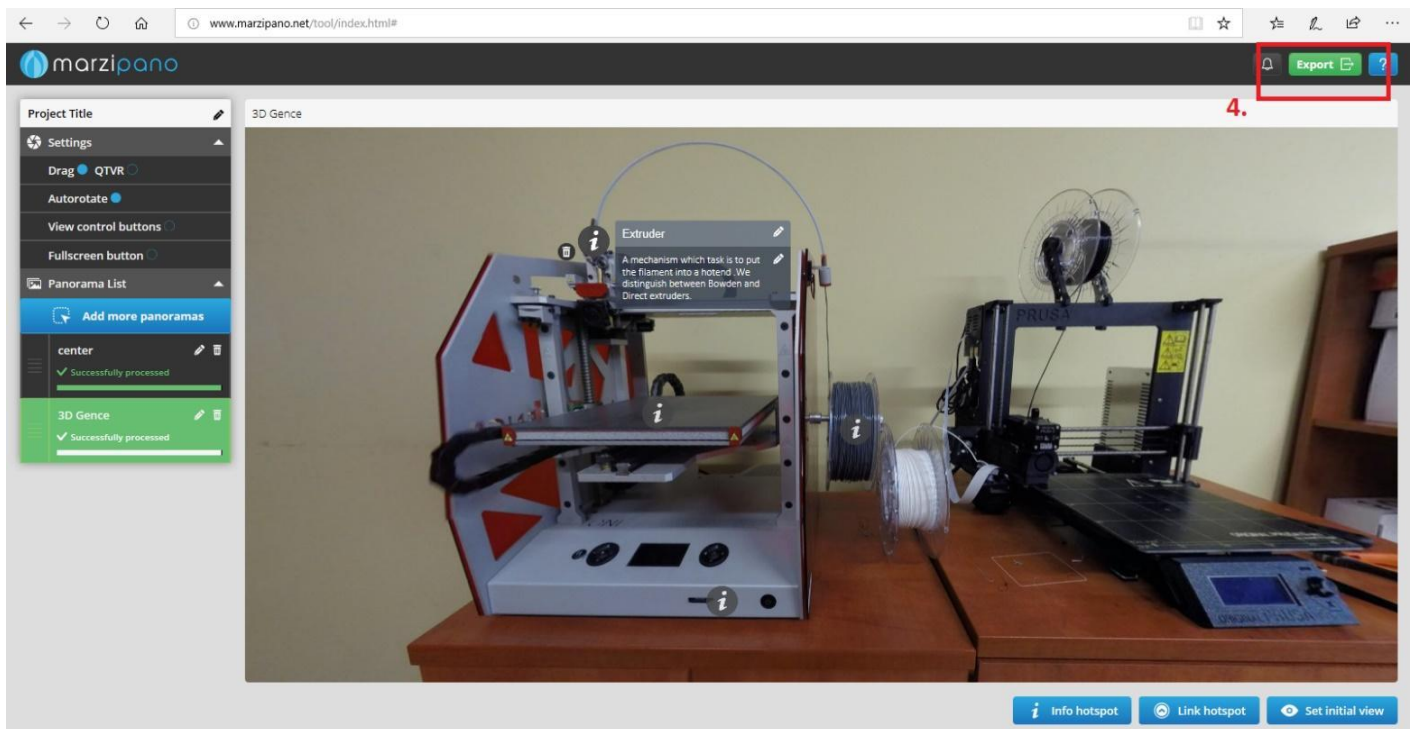 www.marzipano.net/tool/index.html#
marzipano
Export
?
4.
Project Title
3D Gence
Settings
Drag QTVR
Autorotate
View control buttons
Fullscreen button
Panorama List
Add more panoramas
center
Successfully processed
3D Gence
Successfully processed
i
Extruder
A mechanism which task is to put
the filament into a hotend .We
distinguish between Bowden and
Direct extruders.
PRUSA
i
i
i
i Info hotspot
Link hotspot
Set initial view